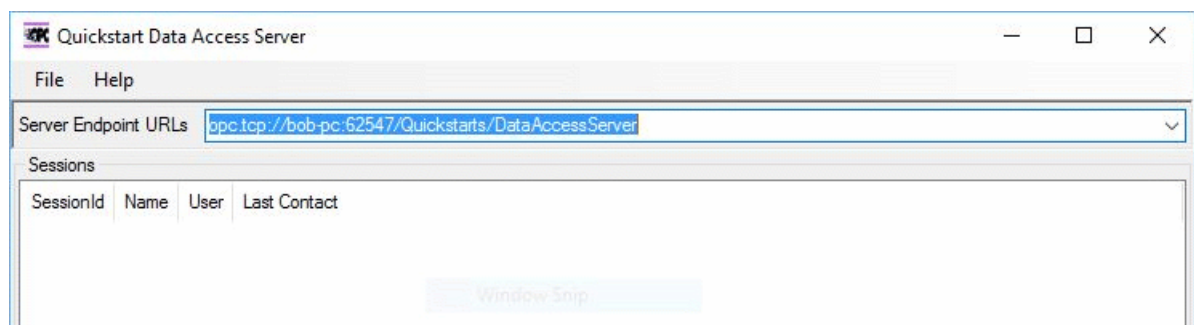 OPC Quickstart Data Access Server
File Help
Server Endpoint URLs opc.tcp://bob-pc:62547/Quickstarts/DataAccessServer
Sessions
SessionId Name User Last Contact
Window Snip